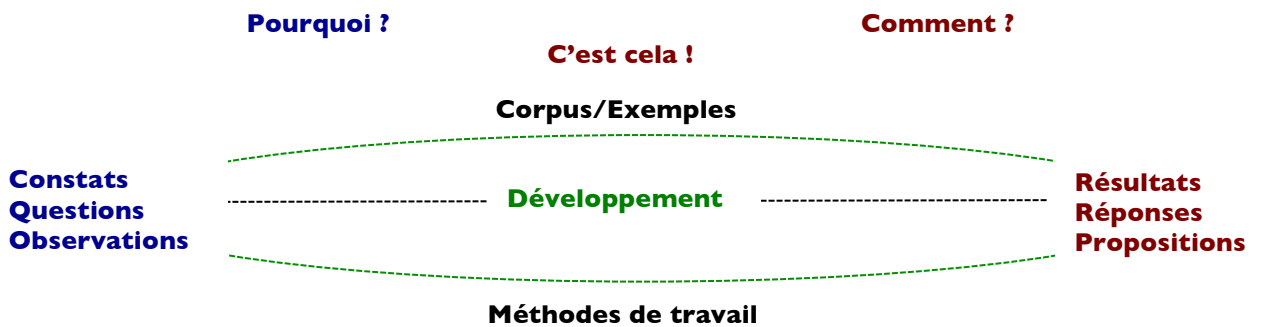 Pourquoi ?
Comment ?
C’est cela !
Corpus/Exemples
Constats
Questions
Observations
Développement
Résultats
Réponses
Propositions
Méthodes de travail